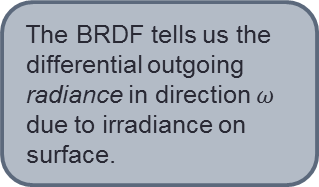 The BRDF tells us the
differential outgoing
radiance in direction ω
due to irradiance on
surface.